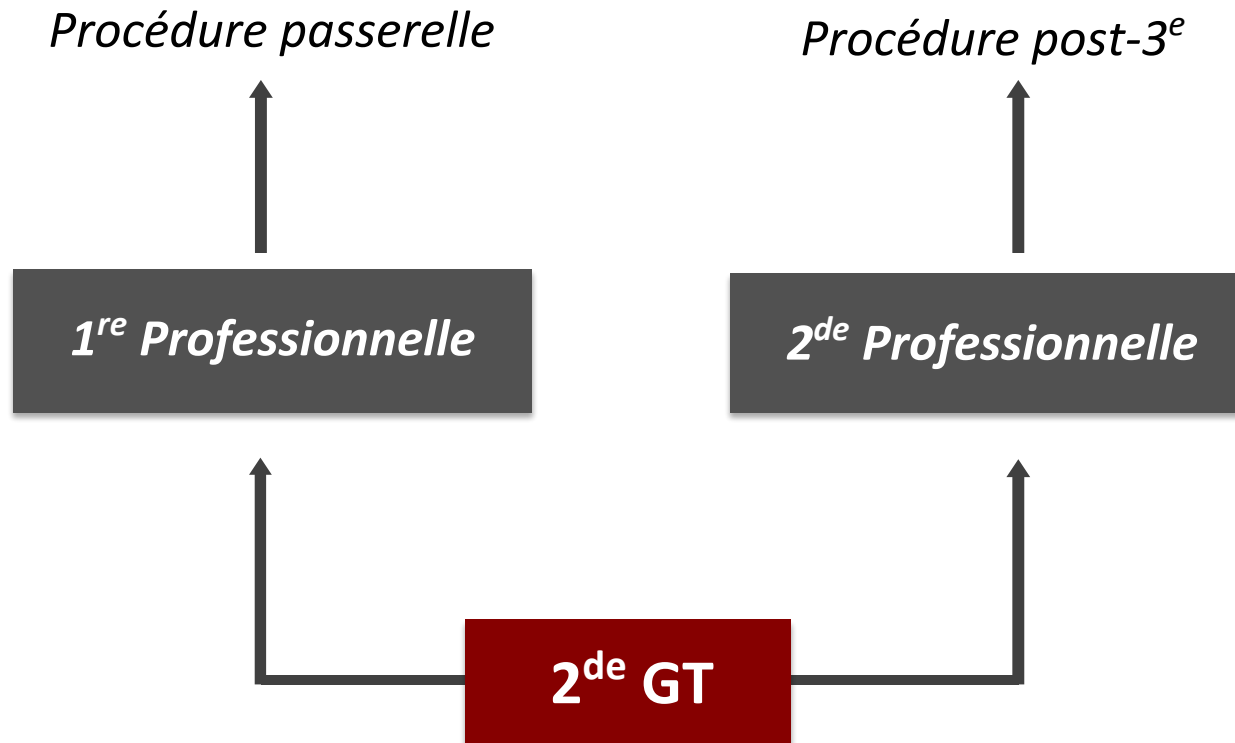 Procédure passerelle
Procédure post-3e
1re Professionnelle
2de Professionnelle
2de GT